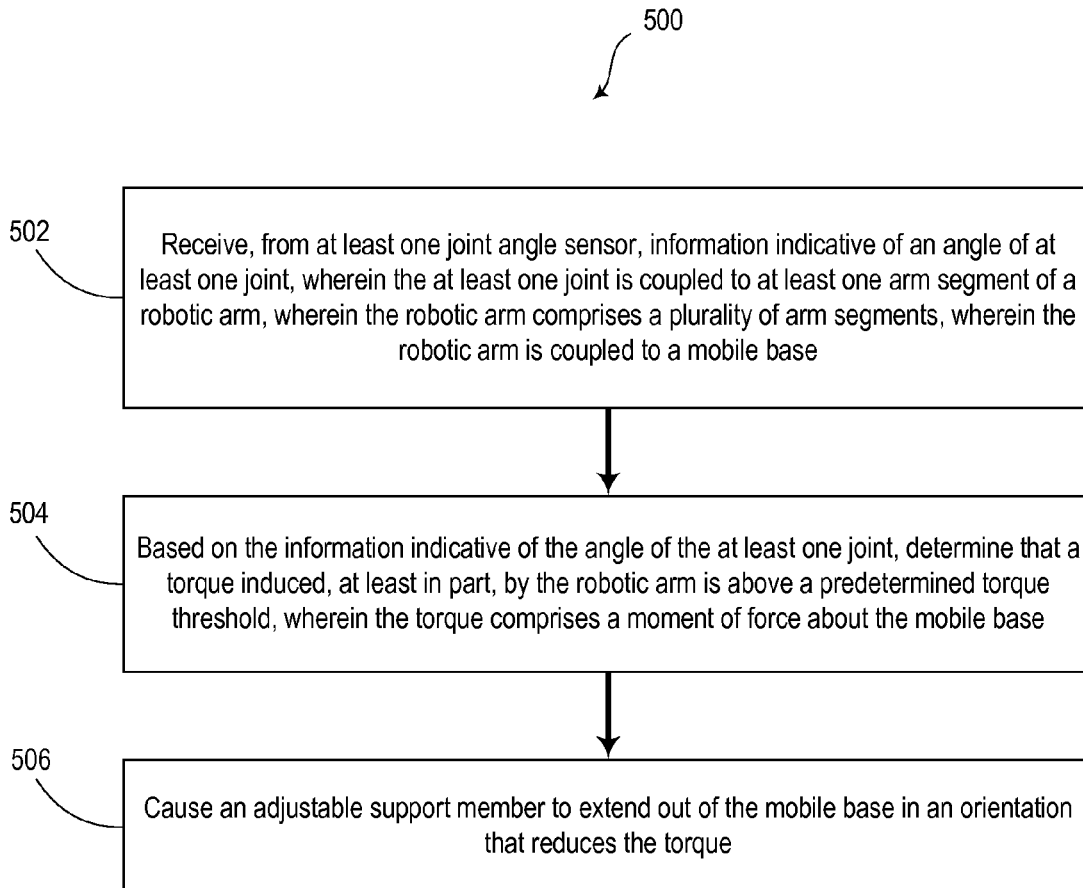 500
502
Receive, from at least one joint angle sensor, information indicative of an angle of at
least one joint, wherein the at least one joint is coupled to at least one arm segment of a
robotic arm, wherein the robotic arm comprises a plurality of arm segments, wherein the
robotic arm is coupled to a mobile base
504
Based on the information indicative of the angle of the at least one joint, determine that a
torque induced, at least in part, by the robotic arm is above a predetermined torque
threshold, wherein the torque comprises a moment of force about the mobile base
506
Cause an adjustable support member to extend out of the mobile base in an orientation
that reduces the torque